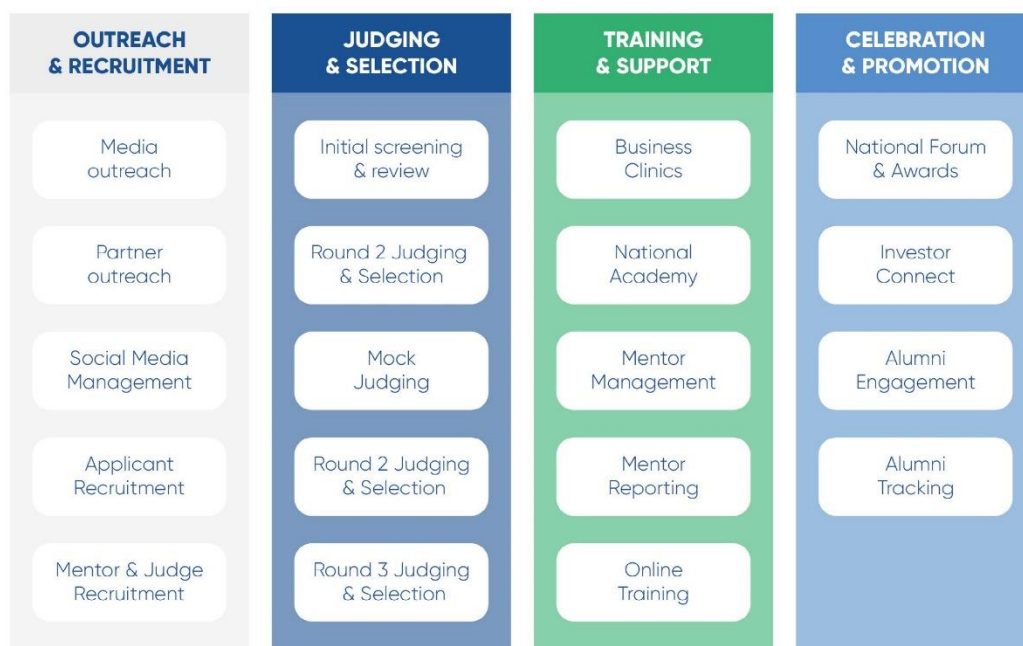 OUTREACH
& RECRUITMENT
Media
outreach
Partner
outreach
Social Media
Management
Applicant
Recruitment
Mentor & Judge
Recruitment
JUDGING
& SELECTION
Initial screening
& review
Round 2 Judging
& Selection
Mock
Judging
Round 2 Judging
& Selection
Round 3 Judging
& Selection
TRAINING
& SUPPORT
Business
Clinics
National
Academy
Mentor
Management
Mentor
Reporting
Online
Training
CELEBRATION
& PROMOTION
National Forum
& Awards
Investor
Connect
Alumni
Engagement
Alumni
Tracking